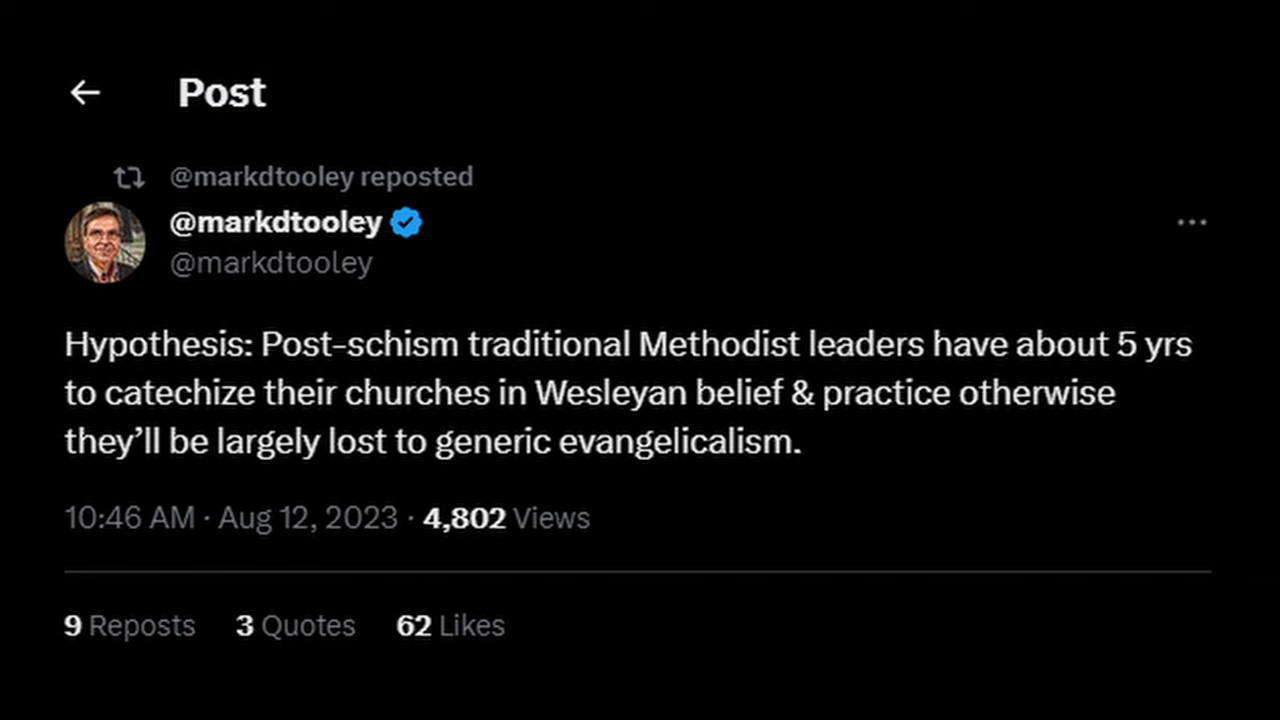 Post
@markdtooley reposted
@markdtooley
@markdtooley
Hypothesis: Post-schism traditional Methodist leaders have about 5 yrs
to catechize their churches in Wesleyan belief & practice otherwise
they’ll be largely lost to generic evangelicalism.
10:46 AM · Aug 12, 2023 · 4,802 Views
9 Reposts 3 Quotes 62 Likes